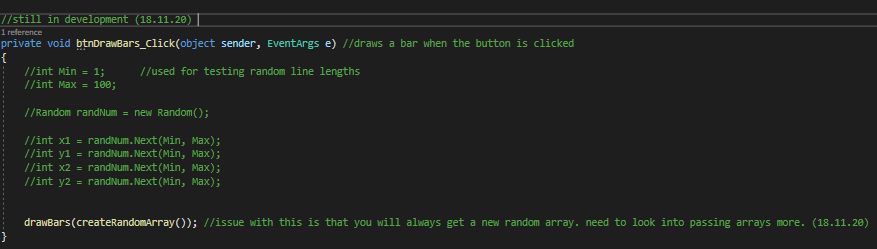 //still in development (18.11.20)
1 reference
private void btnDrawBars_Click(object sender, EventArgs e) //draws a bar when the button is clicked
{
//int Min = 1;      //used for testing random line lengths
//int Max = 100;
//Random randNum = new Random();
//int x1 = randNum.Next(Min, Max);
//int y1 = randNum.Next(Min, Max);
//int x2 = randNum.Next(Min, Max);
//int y2 = randNum.Next(Min, Max);
drawBars(createRandomArray()); //issue with this is that you will always get a new random array. need to look into passing arrays more. (18.11.20)
}